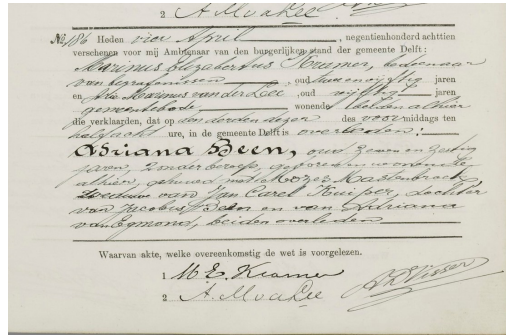 2 A. M. v d Lee
No. 186 Heden vier April, negentienhonderd achttien
verschenen voor mij Ambtenaar van den burgerlijken stand der gemeente Delft:
Marinus Elizabertus Kramer, bedienaar
van begrafenissen, oud tweeenvijftig jaren
en Arie Marinus van der Lee, oud vijftig jaren
gemeentebode, wonende beiden alhier
die verklaarden, dat op den derden dezer des voormiddags ten
half acht ure, in de gemeente Delft is overleden:
Adriana Been, oud zeven en zestig
jaren, zonder beroep, geboren en wonende
alhier, gehuwd met Mozes Mastenbroek
weduwe van Jan Carel Kuiper, dochter
van Jacobus Been en van Adriana
van Egmond, beiden overleden
Waarvan akte, welke overeenkomstig de wet is voorgelezen.
1 M. E. Kramer
2 A. M. v d Lee